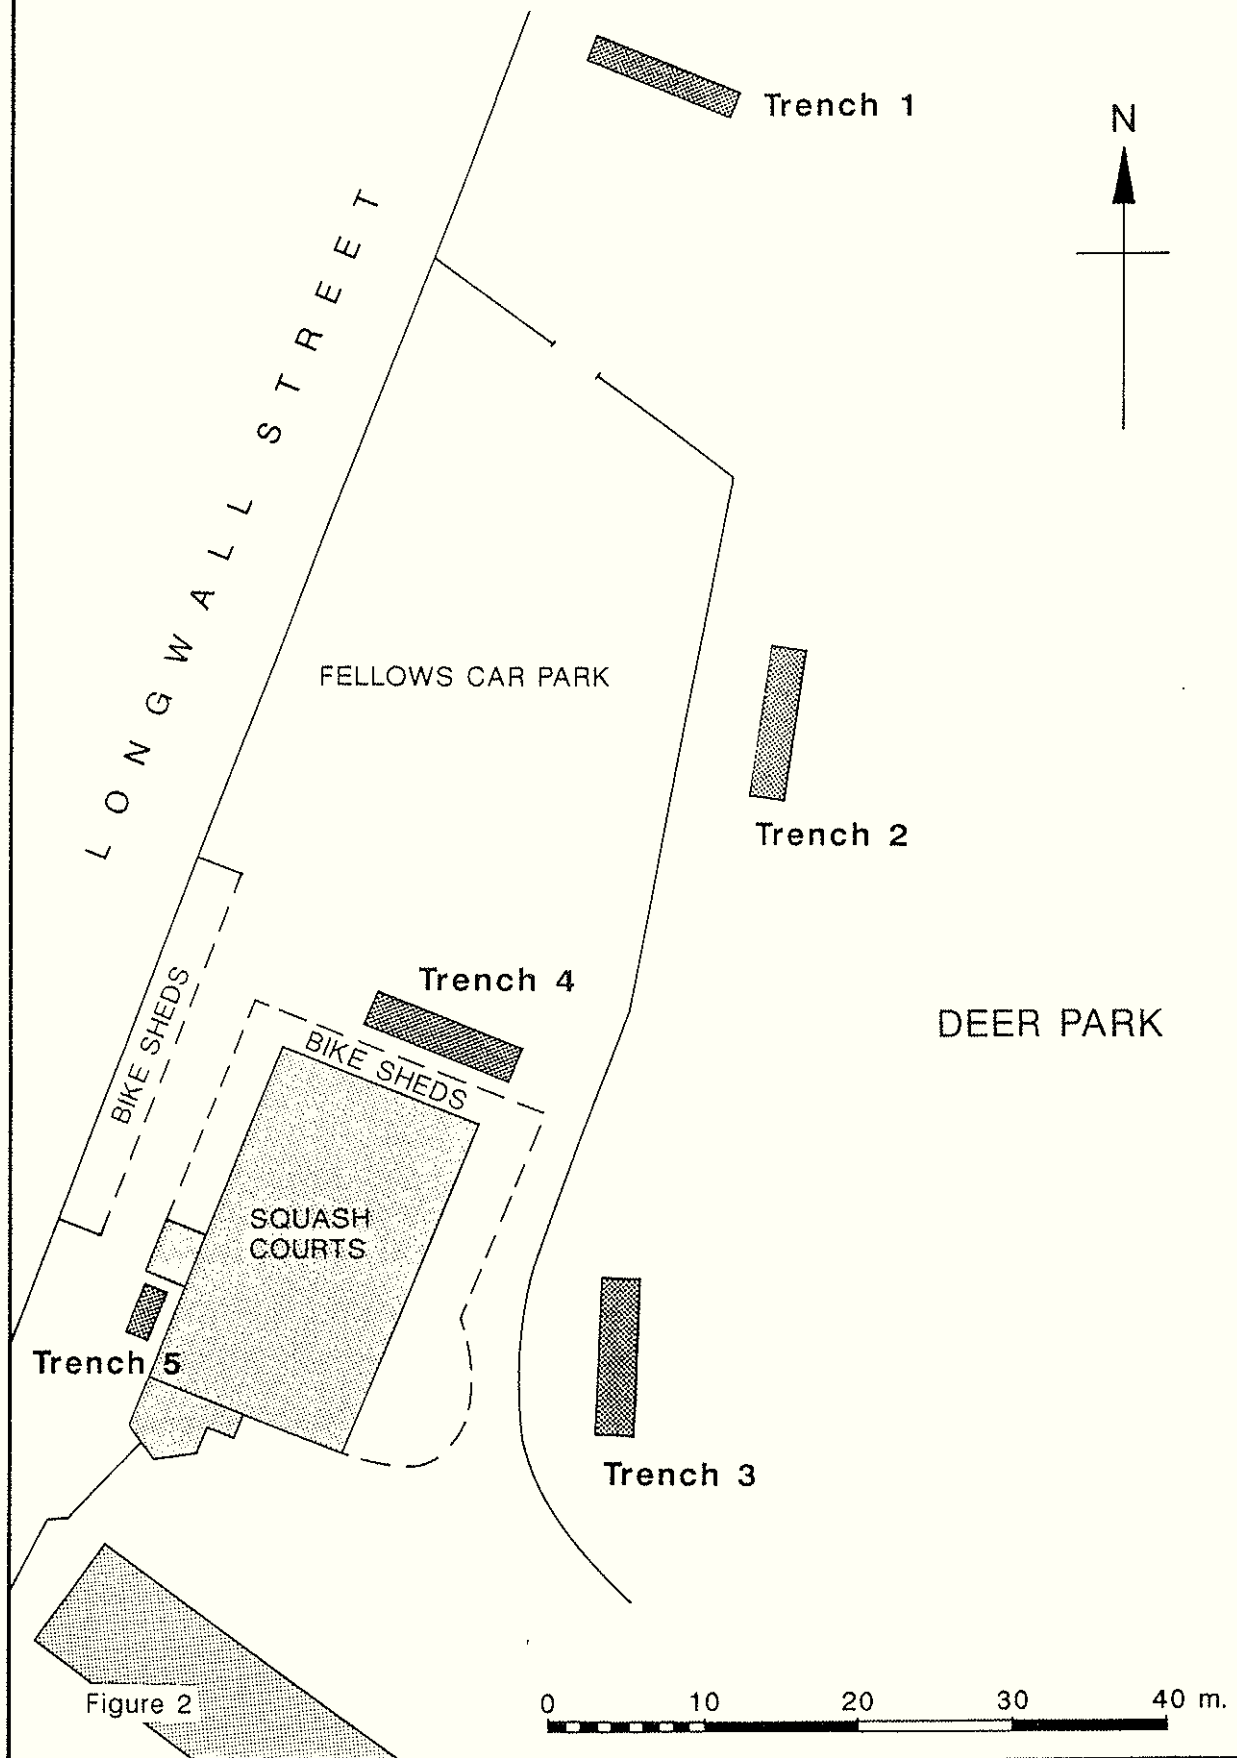 Trench 1
N
LONGWALL STREET
FELLOWS CAR PARK
Trench 2
Trench 4
DEER PARK
BIKE SHEDS
BIKE SHEDS
SQUASH
COURTS
Trench 5
Trench 3
Figure 2
0 10 20 30 40 m.